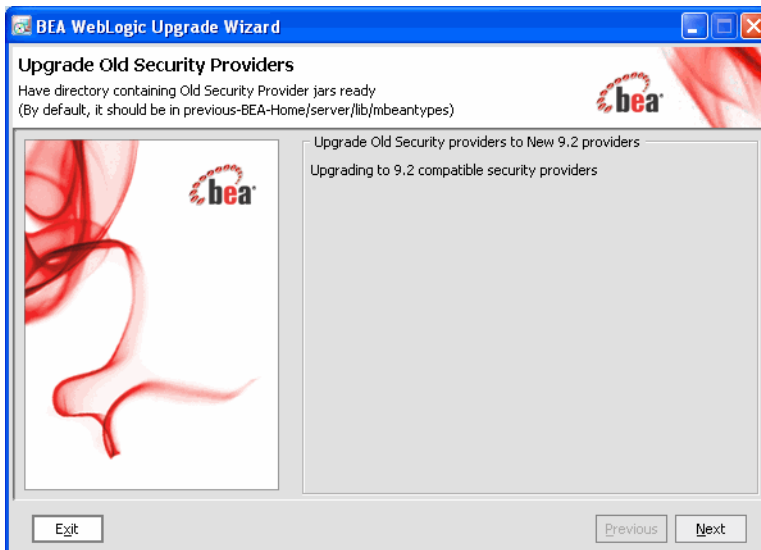 BEA WebLogic Upgrade Wizard
Upgrade Old Security Providers
Have directory containing Old Security Provider jars ready
(By default, it should be in previous-BEA-Home/server/lib/mbeantypes)
bea
bea
Upgrade Old Security providers to New 9.2 providers
Upgrading to 9.2 compatible security providers
Exit
Previous
Next